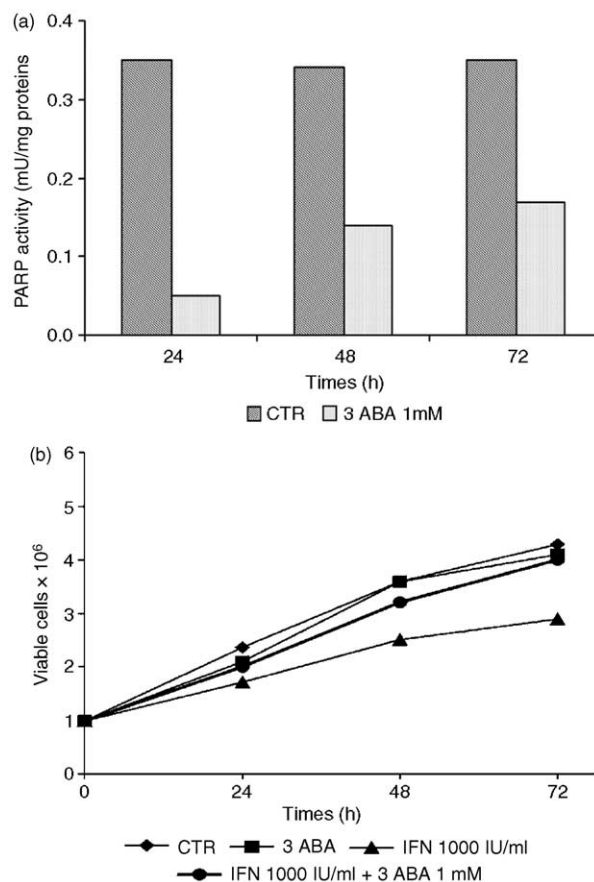 (a)
PARP activity (mU/mg proteins)
0.4
0.3
0.2
0.1
0.0
24 48 72
Times (h)
CTR 3 ABA 1mM
(b)
Viable cells × 10⁶
6
5
4
3
2
1
0
0 24 48 72
Times (h)
CTR 3 ABA IFN 1000 IU/ml
IFN 1000 IU/ml + 3 ABA 1 mM